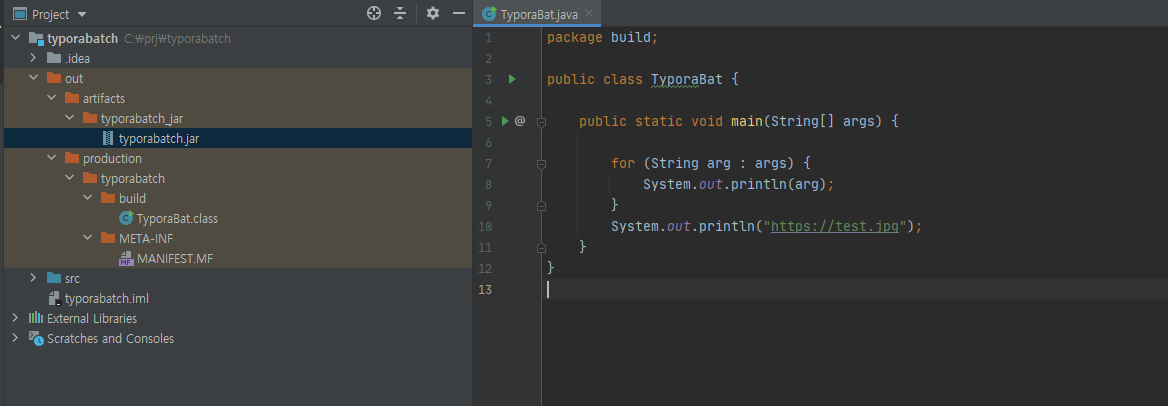 Project
typorabatch C:￦prj￦typorabatch
.idea
out
artifacts
typorabatch_jar
typorabatch.jar
production
typorabatch
build
TyporaBat.class
META-INF
MANIFEST.MF
src
typorabatch.iml
External Libraries
Scratches and Consoles
TyporaBat.java
1 package build;
2
3 public class TyporaBat {
4
5 @ public static void main(String[] args) {
6
7 for (String arg : args) {
8 System.out.println(arg);
9 }
10 System.out.println("https://test.jpg");
11 }
12 }
13